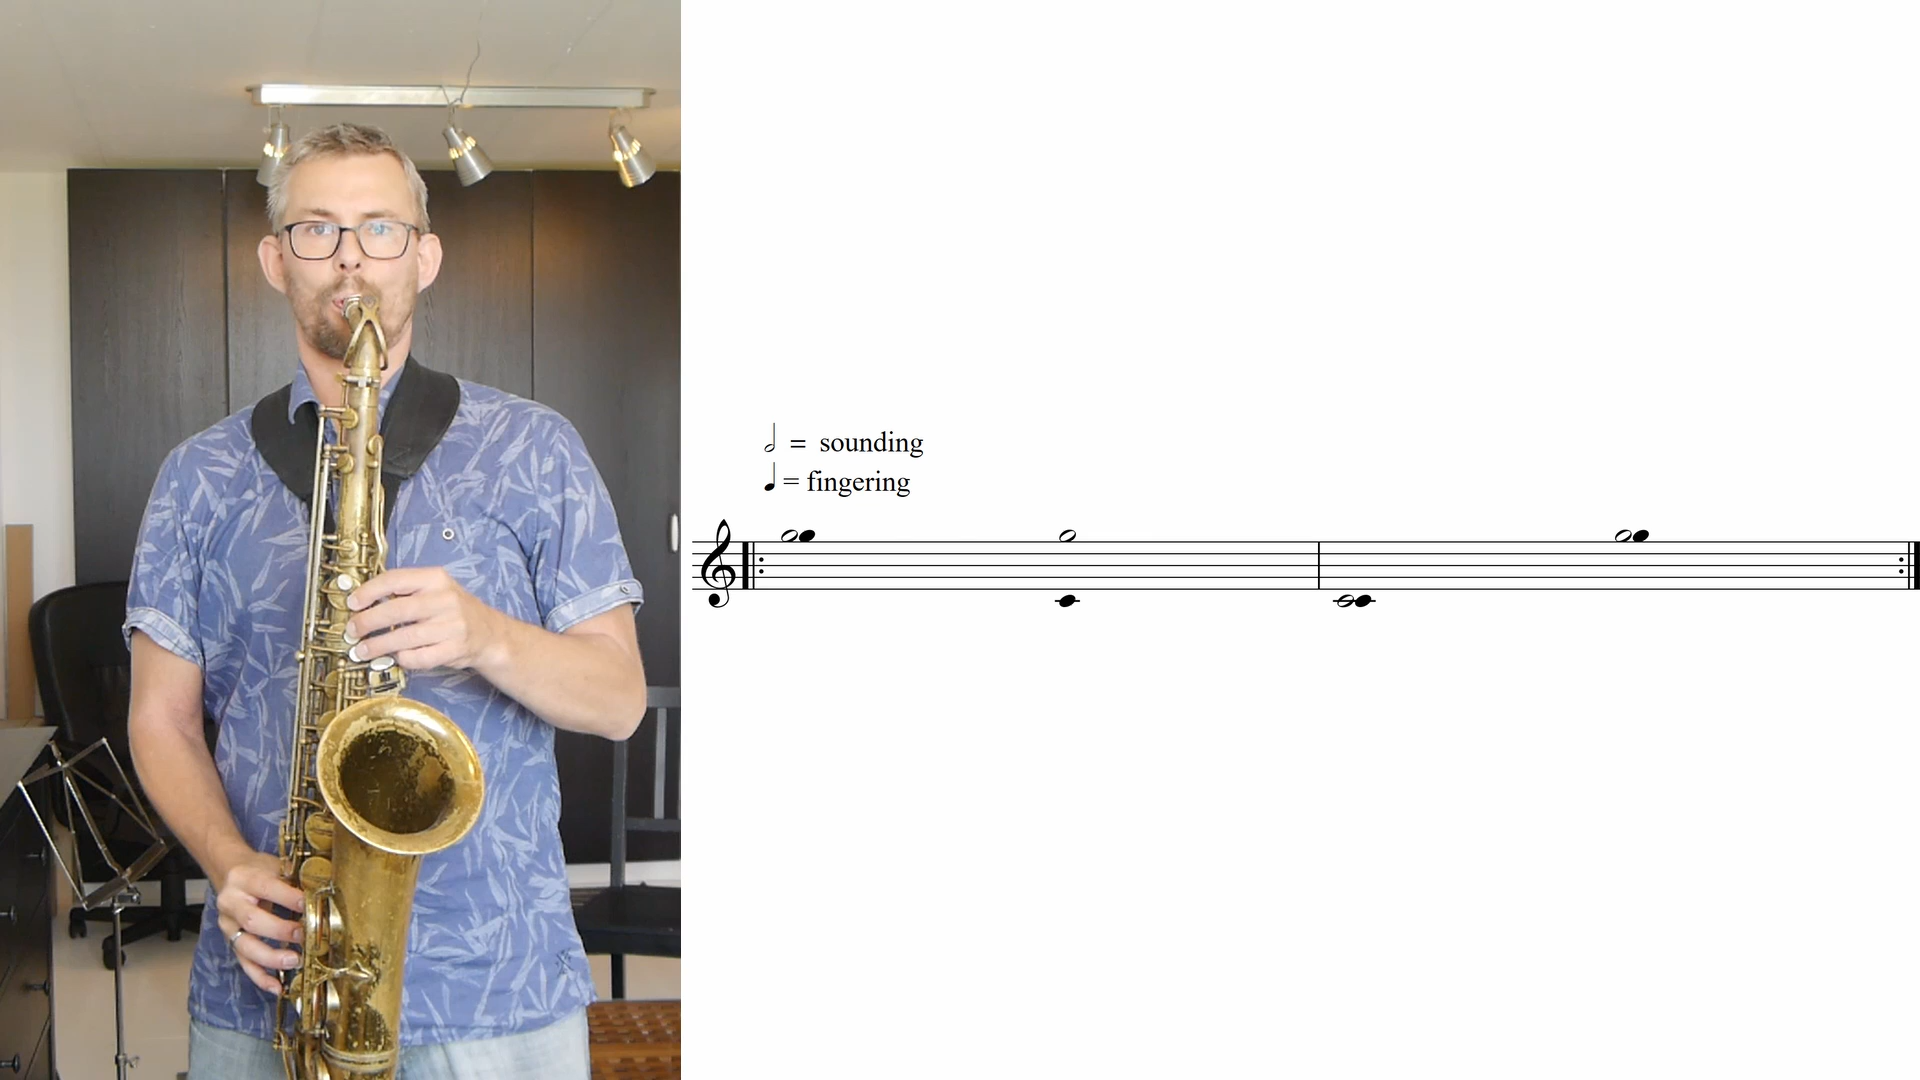 𝅗𝅥 = sounding
♩ = fingering